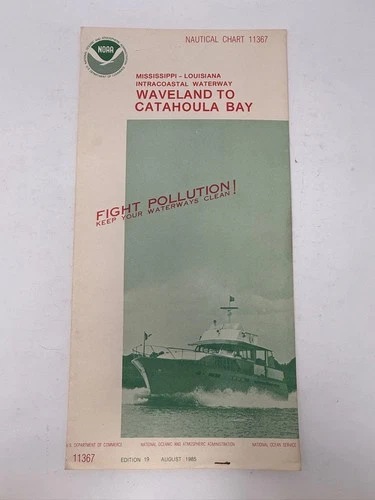 NAUTICAL CHART 11367
NOAA
MISSISSIPPI - LOUISIANA
INTRACOASTAL WATERWAY
WAVELAND TO
CATAHOULA BAY
FIGHT POLLUTION!
KEEP YOUR WATERWAYS CLEAN!
U.S. DEPARTMENT OF COMMERCE NATIONAL OCEANIC AND ATMOSPHERIC ADMINISTRATION NATIONAL OCEAN SERVICE
11367 EDITION 19 AUGUST 1985